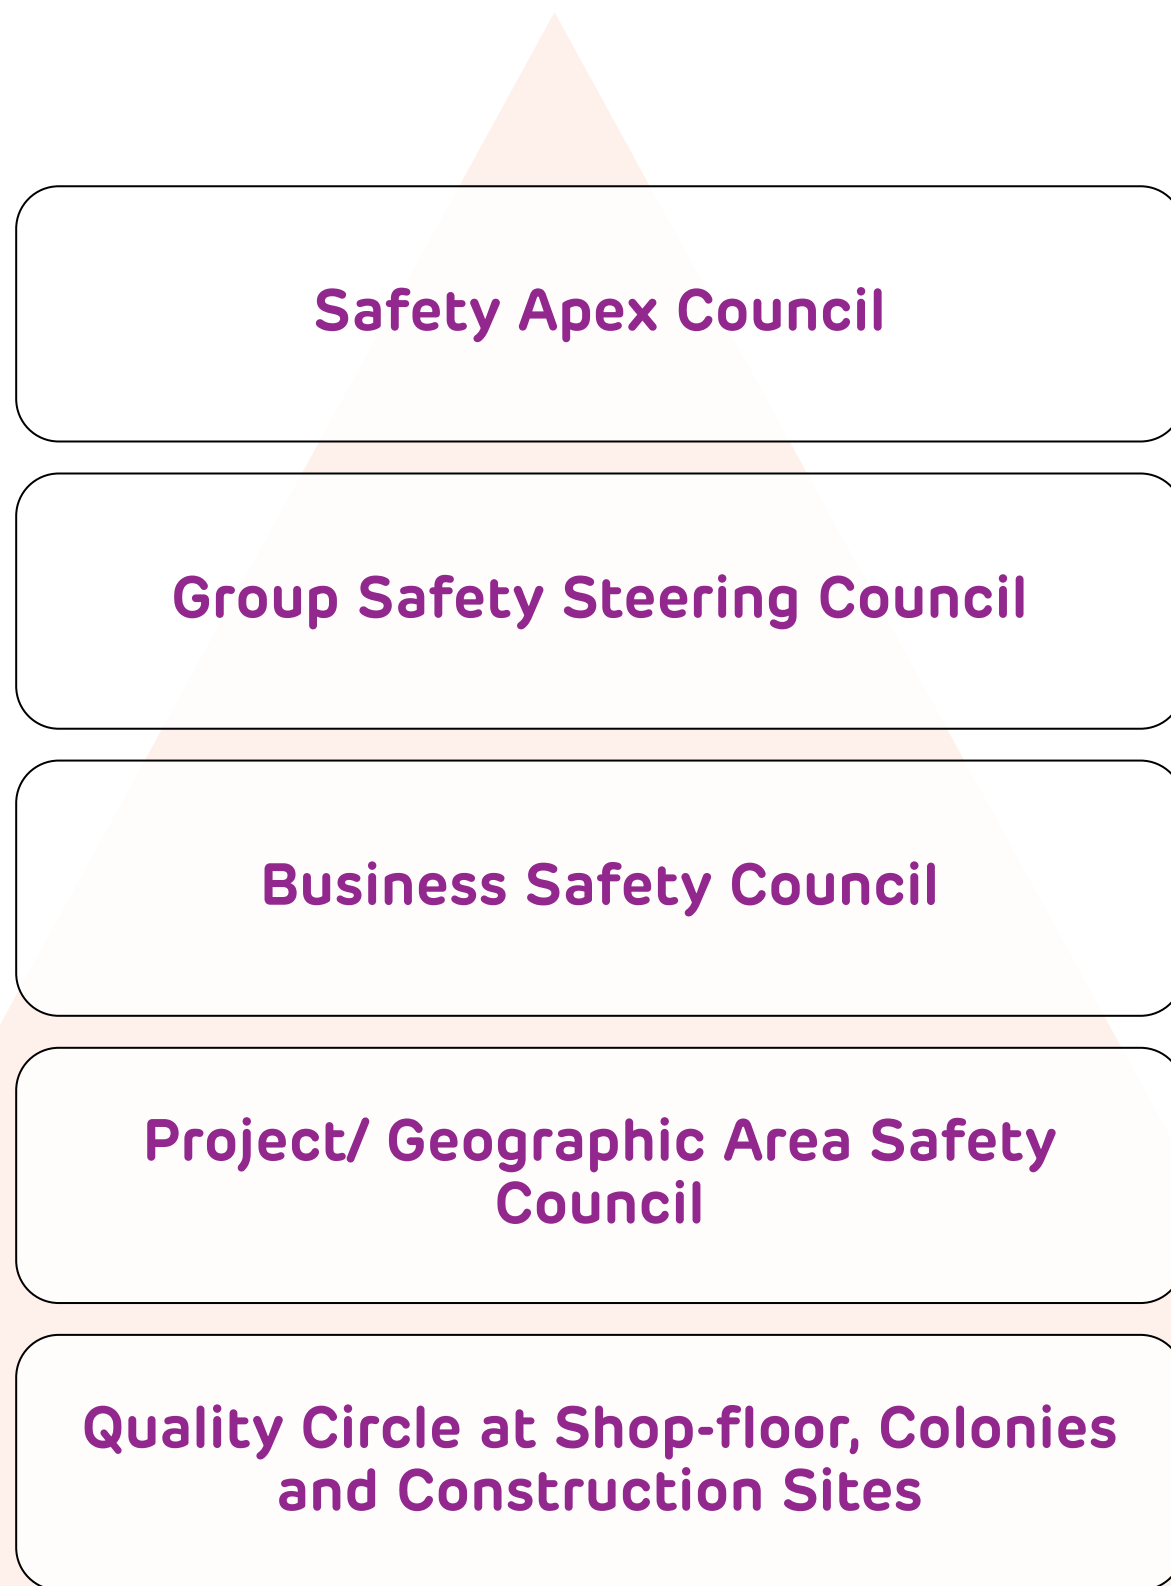 Safety Apex Council
Group Safety Steering Council
Business Safety Council
Project/ Geographic Area Safety
Council
Quality Circle at Shop-floor, Colonies
and Construction Sites